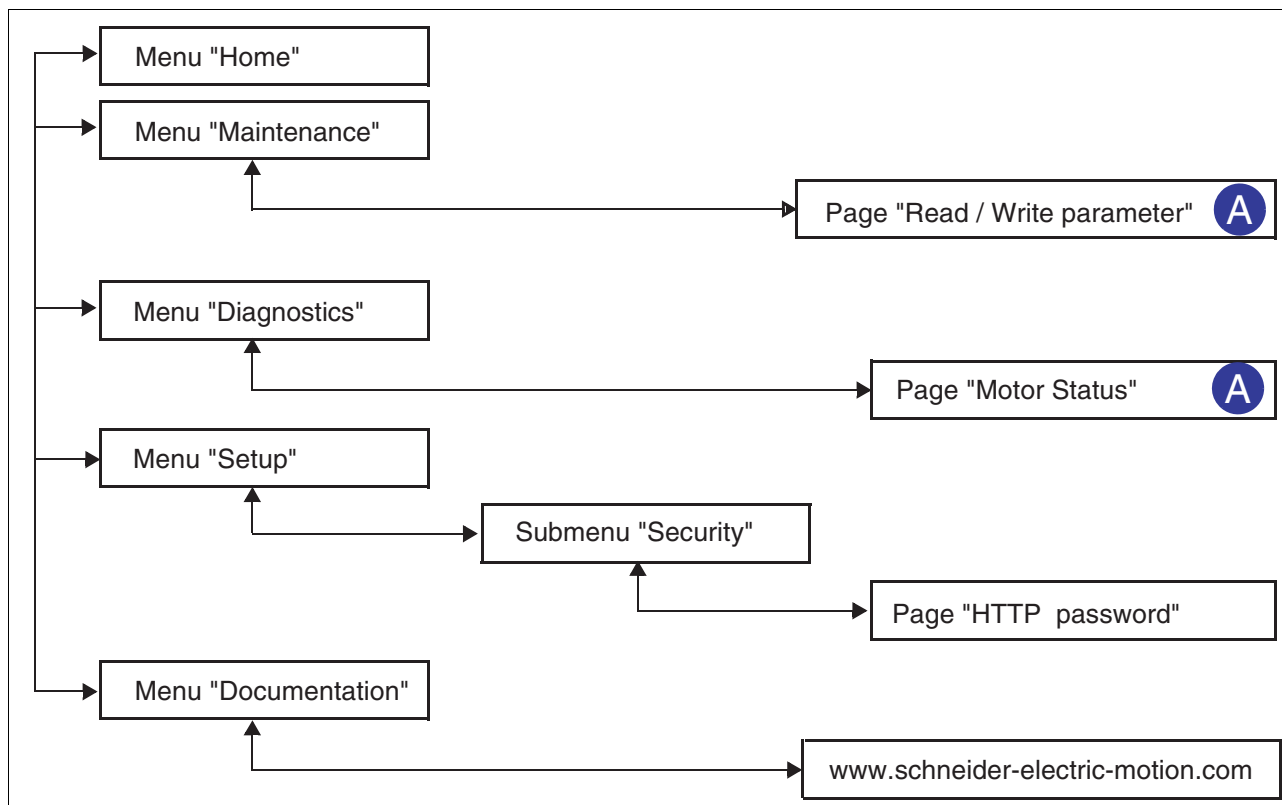 Menu "Home"
Menu "Maintenance"
Page "Read / Write parameter" A
Menu "Diagnostics"
Page "Motor Status" A
Menu "Setup"
Submenu "Security"
Page "HTTP password"
Menu "Documentation"
www.schneider-electric-motion.com